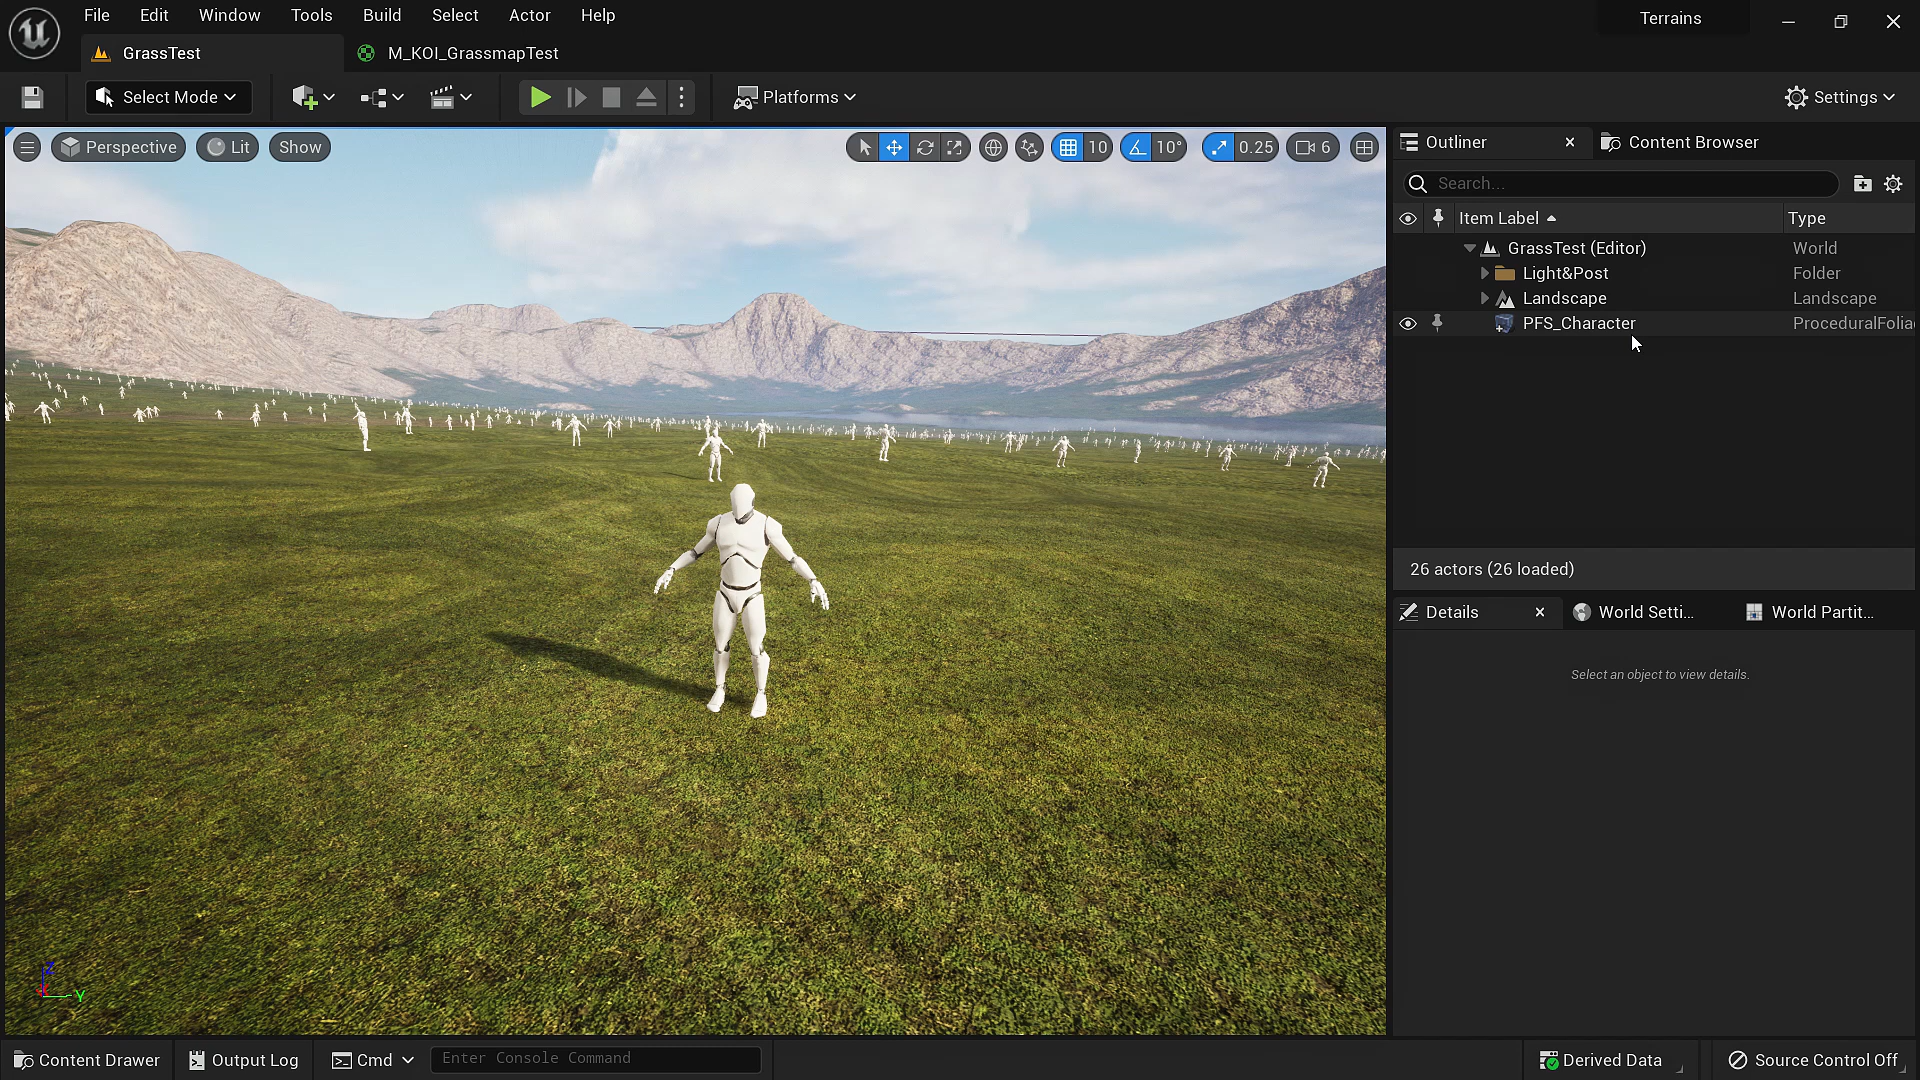 File Edit Window Tools Build Select Actor Help
Terrains
GrassTest
M_KOI_GrassmapTest
Select Mode
Platforms
Settings
Perspective
Lit
Show
10
10°
0.25
6
Outliner
Content Browser
Search...
Item Label
Type
GrassTest (Editor)
World
Light&Post
Folder
Landscape
Landscape
PFS_Character
ProceduralFolia
26 actors (26 loaded)
Details
World Setti...
World Partit...
Select an object to view details.
Z
Y
Content Drawer
Output Log
Cmd
Enter Console Command
Derived Data
Source Control Off